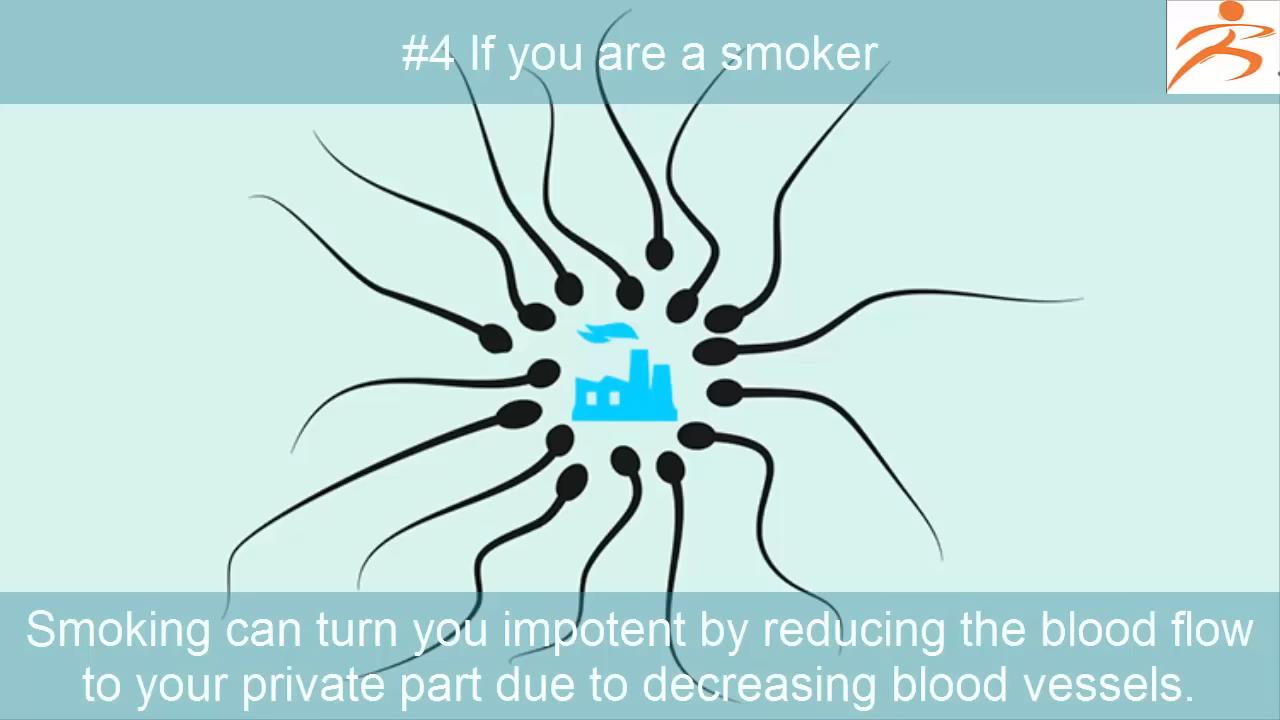 #4 If you are a smoker
Smoking can turn you impotent by reducing the blood flow
to your private part due to decreasing blood vessels.